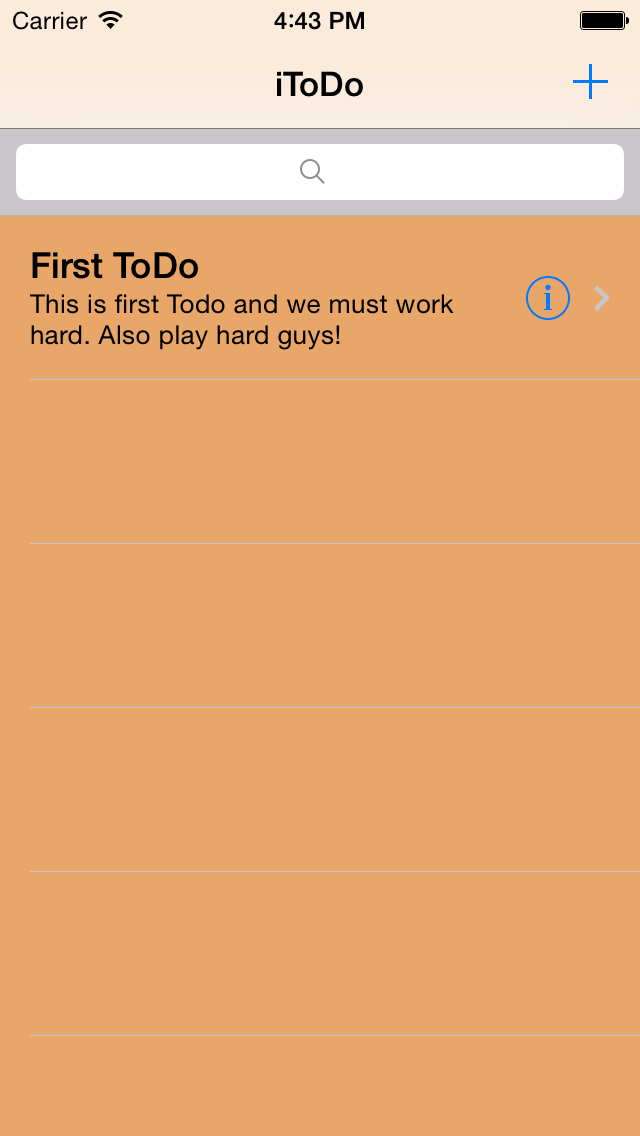 Carrier 4:43 PM
iToDo
First ToDo
This is first Todo and we must work
hard. Also play hard guys!